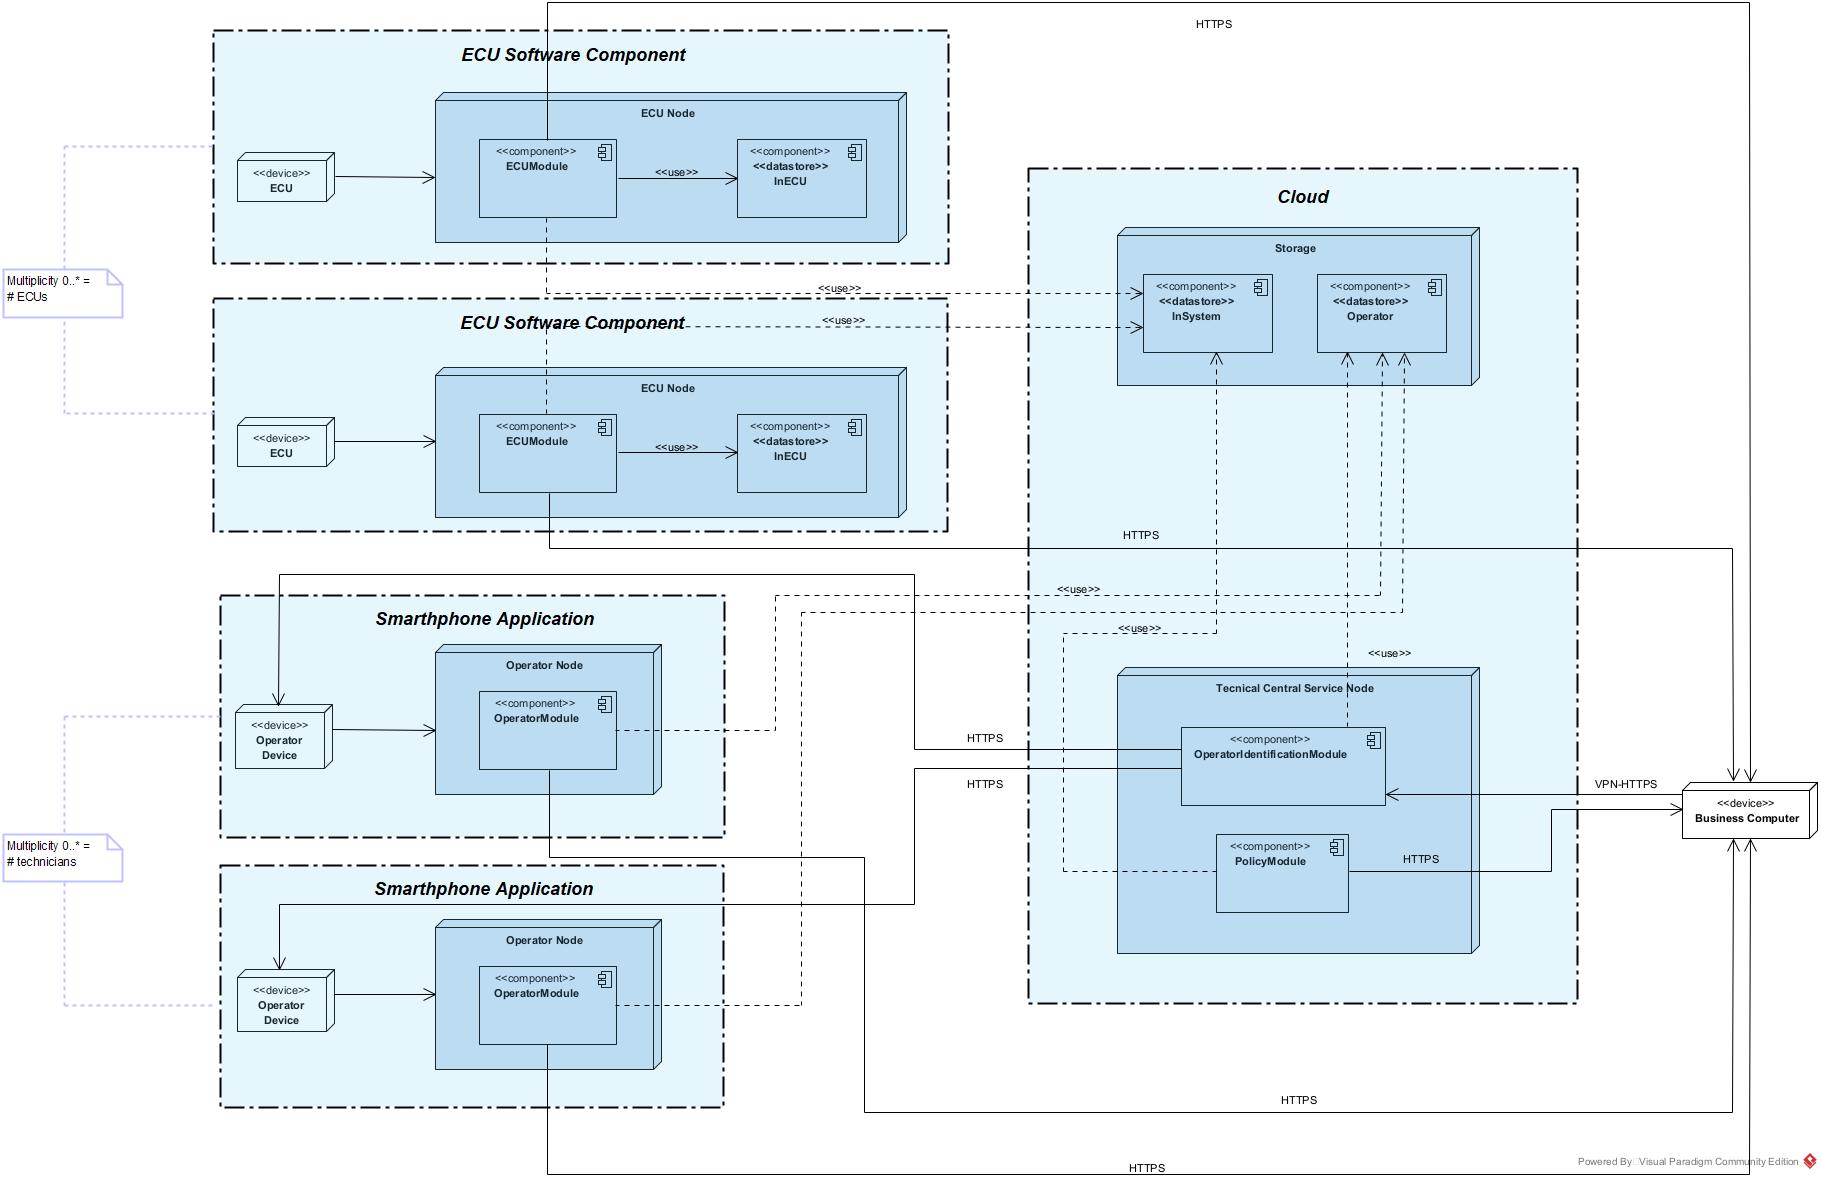 HTTPS
ECU Software Component
ECU Node
<<component>>
ECUModule
<<use>>
<<component>>
<<datastore>>
InECU
<<device>>
ECU
Multiplicity 0..* =
# ECUs
<<use>>
<<use>>
ECU Software Component
ECU Node
<<component>>
ECUModule
<<use>>
<<component>>
<<datastore>>
InECU
<<device>>
ECU
HTTPS
Cloud
Storage
<<component>>
<<datastore>>
InSystem
<<component>>
<<datastore>>
Operator
<<use>>
<<use>>
<<use>>
Smarthphone Application
Operator Node
<<component>>
OperatorModule
<<device>>
Operator
Device
HTTPS
HTTPS
Tecnical Central Service Node
<<component>>
OperatorIdentificationModule
<<component>>
PolicyModule
VPN-HTTPS
HTTPS
<<device>>
Business Computer
Multiplicity 0..* =
# technicians
Smarthphone Application
Operator Node
<<component>>
OperatorModule
<<device>>
Operator
Device
HTTPS
HTTPS
Powered By Visual Paradigm Community Edition